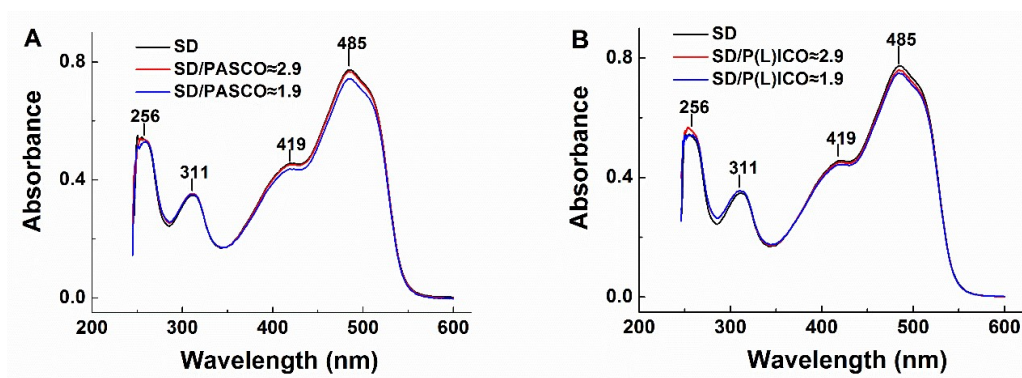 A
SD
SD/PASCO≈2.9
SD/PASCO≈1.9
485
256
311
419
0.8
0.4
0.0
Absorbance
200
300
400
500
600
Wavelength (nm)
B
SD
SD/P(L)ICO≈2.9
SD/P(L)ICO≈1.9
485
256
311
419
0.8
0.4
0.0
Absorbance
200
300
400
500
600
Wavelength (nm)